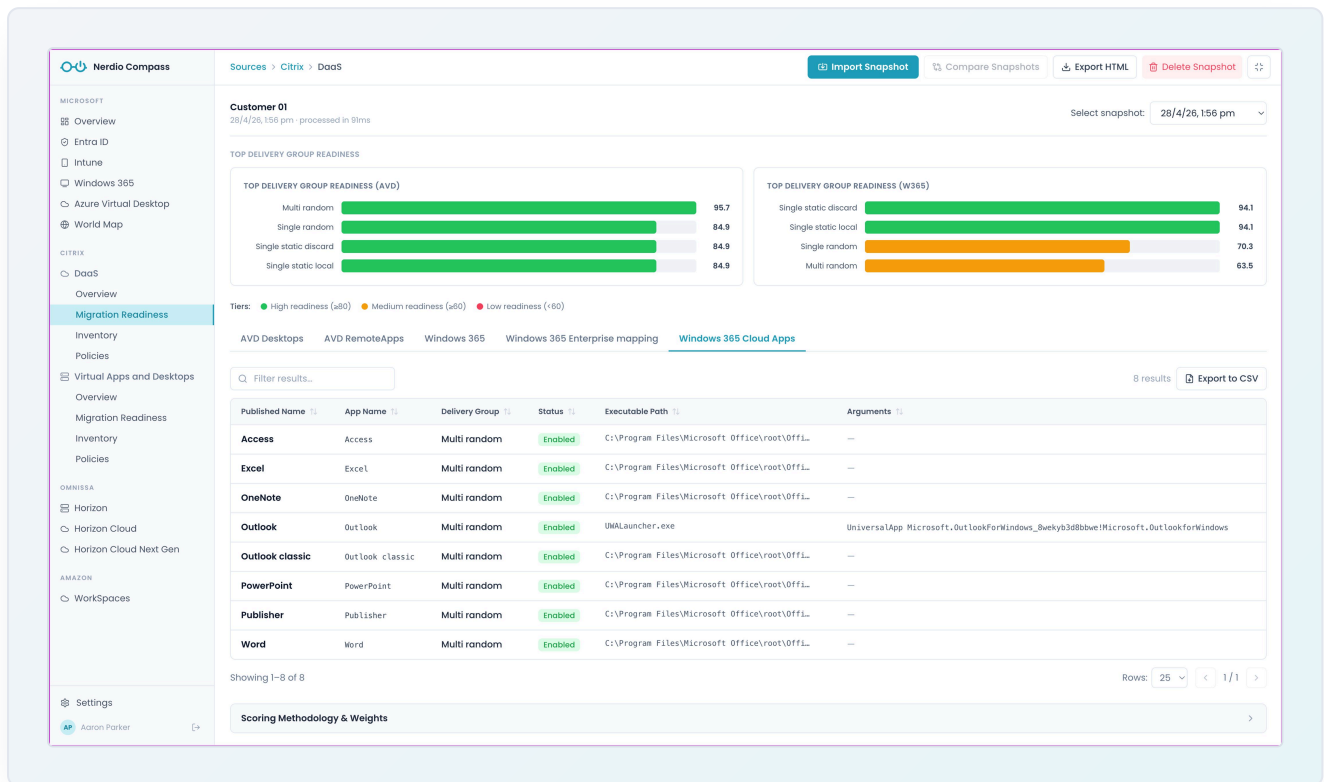 Nerdio Compass
MICROSOFT
Overview
Entra ID
Intune
Windows 365
Azure Virtual Desktop
World Map
CITRIX
DaaS
Overview
Migration Readiness
Inventory
Policies
Virtual Apps and Desktops
Overview
Migration Readiness
Inventory
Policies
OMNISSA
Horizon
Horizon Cloud
Horizon Cloud Next Gen
AMAZON
WorkSpaces
Settings
AP Aaron Parker
Sources > Citrix > DaaS
Import Snapshot Compare Snapshots Export HTML Delete Snapshot
Customer 01
28/4/26, 1:56 pm · processed in 91ms
Select snapshot: 28/4/26, 1:56 pm
TOP DELIVERY GROUP READINESS
TOP DELIVERY GROUP READINESS (AVD)
Multi random 95.7
Single random 84.9
Single static discard 84.9
Single static local 84.9
TOP DELIVERY GROUP READINESS (W365)
Single static discard 94.1
Single static local 94.1
Single random 70.3
Multi random 63.5
Tiers: High readiness (≥80) Medium readiness (≥60) Low readiness (<60)
AVD Desktops AVD RemoteApps Windows 365 Windows 365 Enterprise mapping Windows 365 Cloud Apps
Filter results...
8 results Export to CSV
Published Name App Name Delivery Group Status Executable Path Arguments
Access Access Multi random Enabled C:\Program Files\Microsoft Office\root\Offi… —
Excel Excel Multi random Enabled C:\Program Files\Microsoft Office\root\Offi… —
OneNote OneNote Multi random Enabled C:\Program Files\Microsoft Office\root\Offi… —
Outlook Outlook Multi random Enabled UWALauncher.exe UniversalApp Microsoft.OutlookForWindows_8wekyb3d8bbwe!Microsoft.OutlookforWindows
Outlook classic Outlook classic Multi random Enabled C:\Program Files\Microsoft Office\root\Offi… —
PowerPoint PowerPoint Multi random Enabled C:\Program Files\Microsoft Office\root\Offi… —
Publisher Publisher Multi random Enabled C:\Program Files\Microsoft Office\root\Offi… —
Word Word Multi random Enabled C:\Program Files\Microsoft Office\root\Offi… —
Showing 1–8 of 8
Rows: 25 < 1 / 1 >
Scoring Methodology & Weights